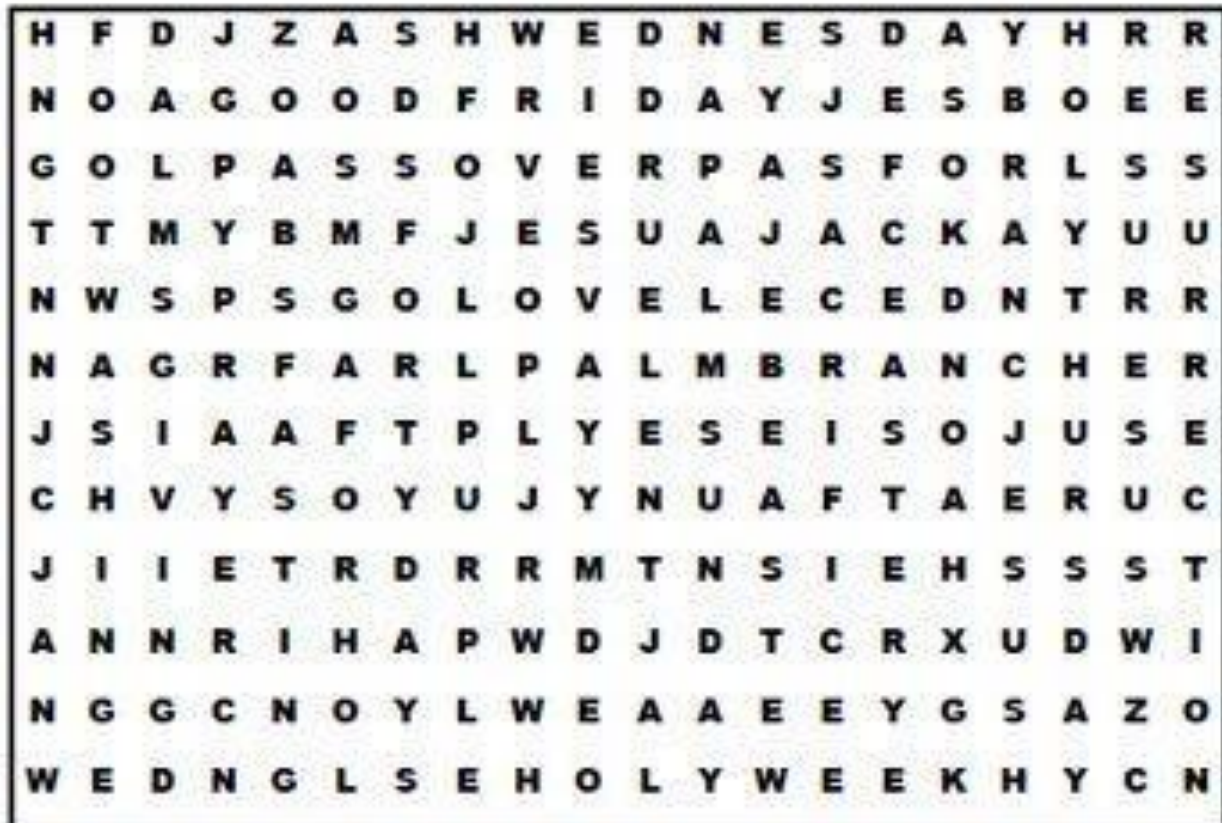 H F D J Z A S H W E D N E S D A Y H R R
N O A G O O D F R I D A Y J E S B O E E
G O L P A S S O V E R P A S F O R L S S
T T M Y B M F J E S U A J A C K A Y U U
N W S P S G O L O V E L E C E D N T R R
N A G R F A R L P A L M B R A N C H E R
J S I A A F T P L Y E S E I S O J U S E
C H V Y S O Y U J Y N U A F T A E R U C
J I I E T R D R R M T N S I E H S S S T
A N N R I H A P W D J D T C R X U D W I
N G G C N O Y L W E A A E E Y G S A Z O
W E D N G L S E H O L Y W E E K H Y C N